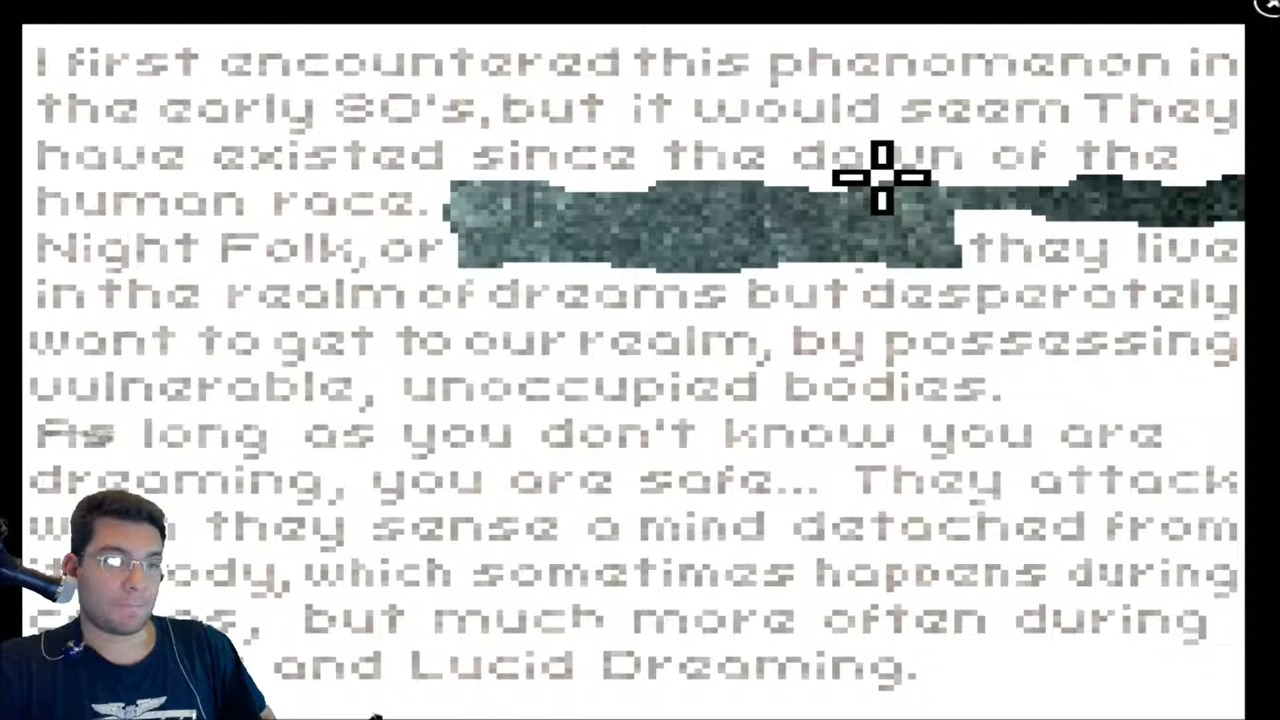 I first encountered this phenomenon in
the early 80's, but it would seem They
have existed since the dawn of the
human race.
Night Folk, or they live
in the realm of dreams but desperately
want to get to our realm, by possessing
vulnerable, unoccupied bodies.
As long as you don't know you are
dreaming, you are safe... They attack
they sense a mind detached from
which sometimes happens during
but much more often during
and Lucid Dreaming.